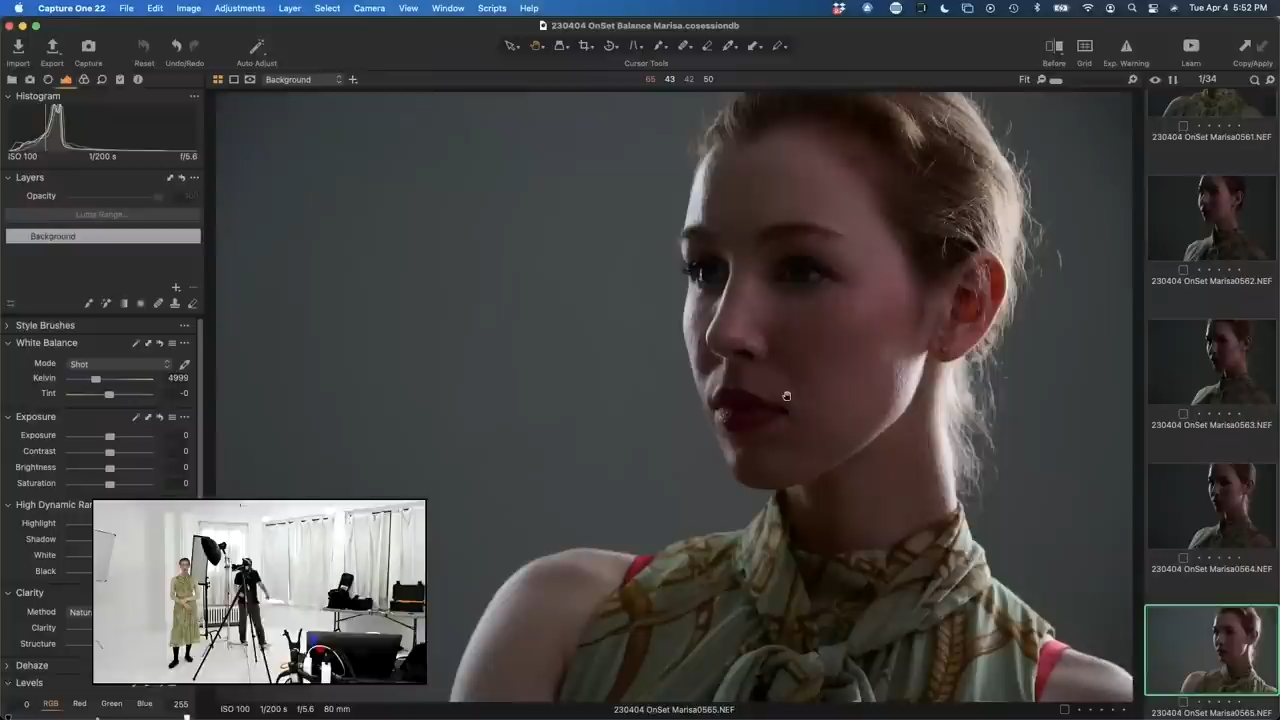 Capture One 22 File Edit Image Adjustments Layer Select Camera View Window Scripts Help
Tue Apr 4 5:52 PM
230404 OnSet Balance Marisa.cosessiondb
Import Export Capture Reset Undo/Redo Auto Adjust
Cursor Tools
Before Grid Exp. Warning Learn Copy/Apply
Background
65 43 42 50
Fit
1/34
Histogram
ISO 100 1/200 s f/5.6
Layers
Opacity
Luma Range...
Background
Style Brushes
White Balance
Mode Shot
Kelvin 4999
Tint -0
Exposure
Exposure 0
Contrast 0
Brightness 0
Saturation 0
High Dynamic Ra
Highlight
Shadow
White
Black
Clarity
Method Natur
Clarity
Structure
Dehaze
Levels
0 RGB Red Green Blue 255
ISO 100 1/200 s f/5.6 80 mm
230404 OnSet Marisa0565.NEF
230404 OnSet Marisa0561.NEF
230404 OnSet Marisa0562.NEF
230404 OnSet Marisa0563.NEF
230404 OnSet Marisa0564.NEF
230404 OnSet Marisa0565.NEF